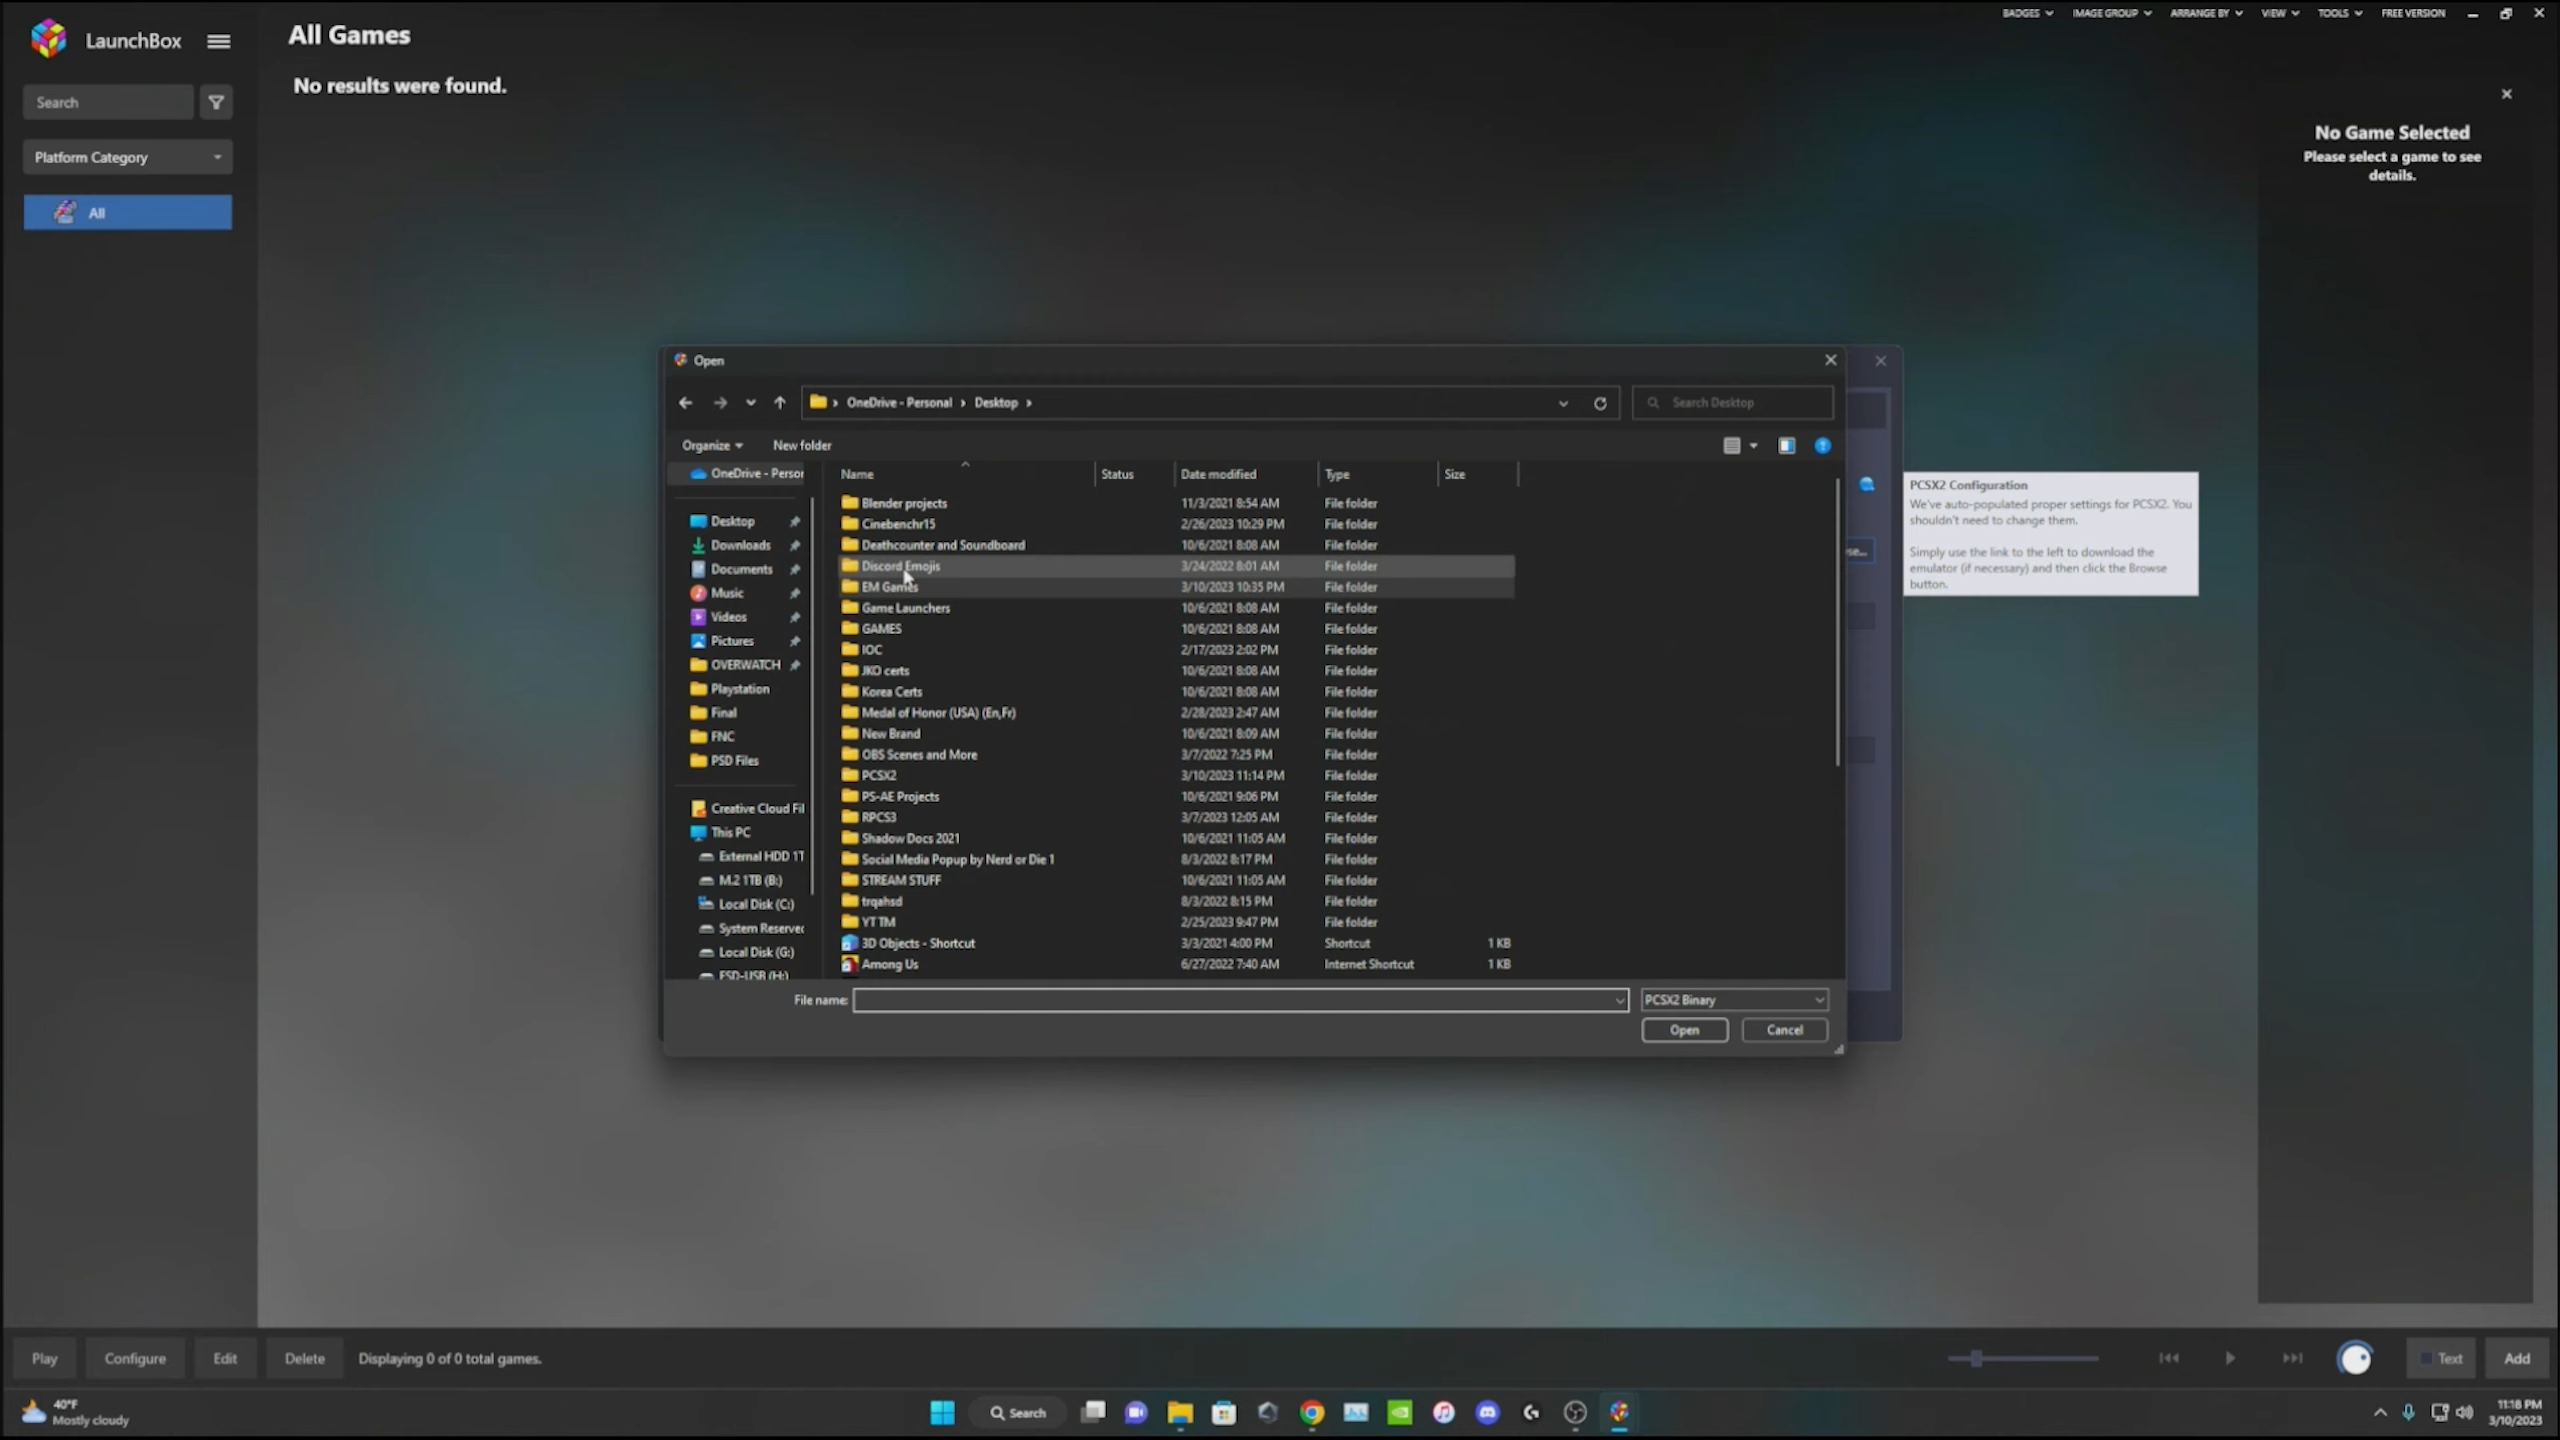 LaunchBox
All Games
BADGES
IMAGE GROUP
ARRANGE BY
VIEW
TOOLS
FREE VERSION
No results were found.
Search
Platform Category
All
No Game Selected
Please select a game to see
details.
Open
OneDrive - Personal › Desktop ›
Search Desktop
Organize
New folder
OneDrive - Person
Desktop
Downloads
Documents
Music
Videos
Pictures
OVERWATCH
Playstation
Final
FNC
PSD Files
Creative Cloud Fil
This PC
External HDD 1T
M.2 1TB (B:)
Local Disk (C:)
System Reserved
Local Disk (G:)
ESD-USB (H:)
Name Status Date modified Type Size
Blender projects 11/3/2021 8:54 AM File folder
Cinebenchr15 2/26/2023 10:29 PM File folder
Deathcounter and Soundboard 10/6/2021 8:08 AM File folder
Discord Emojis 3/24/2022 8:01 AM File folder
EM Games 3/10/2023 10:35 PM File folder
Game Launchers 10/6/2021 8:08 AM File folder
GAMES 10/6/2021 8:08 AM File folder
IOC 2/17/2023 2:02 PM File folder
JKO certs 10/6/2021 8:08 AM File folder
Korea Certs 10/6/2021 8:08 AM File folder
Medal of Honor (USA) (En,Fr) 2/28/2023 2:47 AM File folder
New Brand 10/6/2021 8:09 AM File folder
OBS Scenes and More 3/7/2022 7:25 PM File folder
PCSX2 3/10/2023 11:14 PM File folder
PS-AE Projects 10/6/2021 9:06 PM File folder
RPCS3 3/7/2023 12:05 AM File folder
Shadow Docs 2021 10/6/2021 11:05 AM File folder
Social Media Popup by Nerd or Die 1 8/3/2022 8:17 PM File folder
STREAM STUFF 10/6/2021 11:05 AM File folder
trqahsd 8/3/2022 8:15 PM File folder
YT TM 2/25/2023 9:47 PM File folder
3D Objects - Shortcut 3/3/2021 4:00 PM Shortcut 1 KB
Among Us 6/27/2022 7:40 AM Internet Shortcut 1 KB
File name:
PCSX2 Binary
Open
Cancel
se...
PCSX2 Configuration
We've auto-populated proper settings for PCSX2. You
shouldn't need to change them.
Simply use the link to the left to download the
emulator (if necessary) and then click the Browse
button.
Play
Configure
Edit
Delete
Displaying 0 of 0 total games.
Text
Add
40°F
Mostly cloudy
Search
11:18 PM
3/10/2023